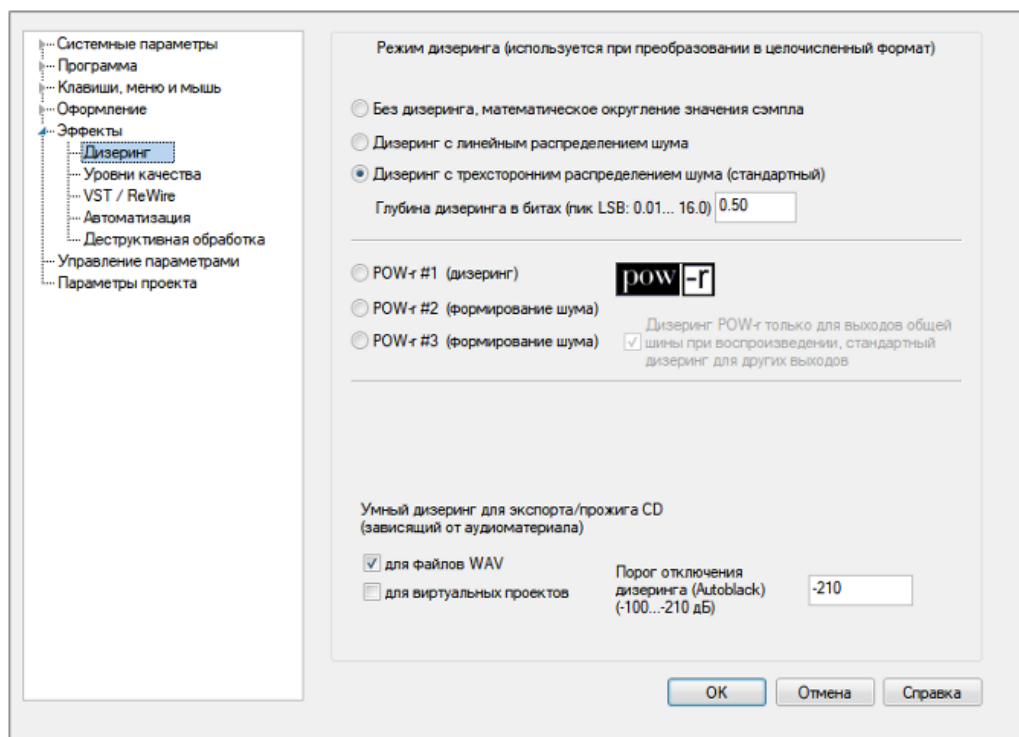 Системные параметры
Программа
Клавиши, меню и мышь
Оформление
Эффекты
Дизеринг
Уровни качества
VST / ReWire
Автоматизация
Деструктивная обработка
Управление параметрами
Параметры проекта
Режим дизеринга (используется при преобразовании в целочисленный формат)
Без дизеринга, математическое округление значения сэмпла
Дизеринг с линейным распределением шума
Дизеринг с трехсторонним распределением шума (стандартный)
Глубина дизеринга в битах (пик LSB: 0.01... 16.0) 0.50
POW-r #1 (дизеринг)
pow-r
POW-r #2 (формирование шума)
POW-r #3 (формирование шума)
Дизеринг POW-r только для выходов общей
шины при воспроизведении, стандартный
дизеринг для других выходов
Умный дизеринг для экспорта/прожига CD
(зависящий от аудиоматериала)
для файлов WAV
для виртуальных проектов
Порог отключения
дизеринга (Autoblack)
(-100...-210 дБ)
-210
OK
Отмена
Справка